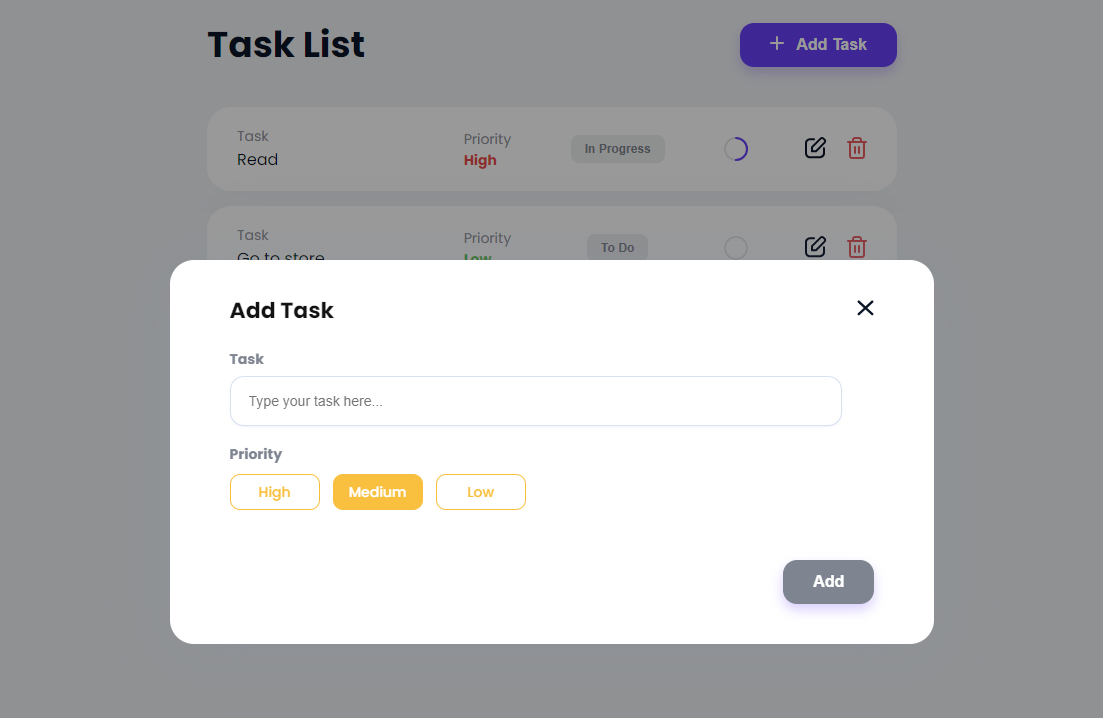 Task List
+ Add Task
Task
Priority
In Progress
Read
High
Task
Priority
To Do
Go to store
Low
Add Task
Task
Type your task here...
Priority
High
Medium
Low
Add